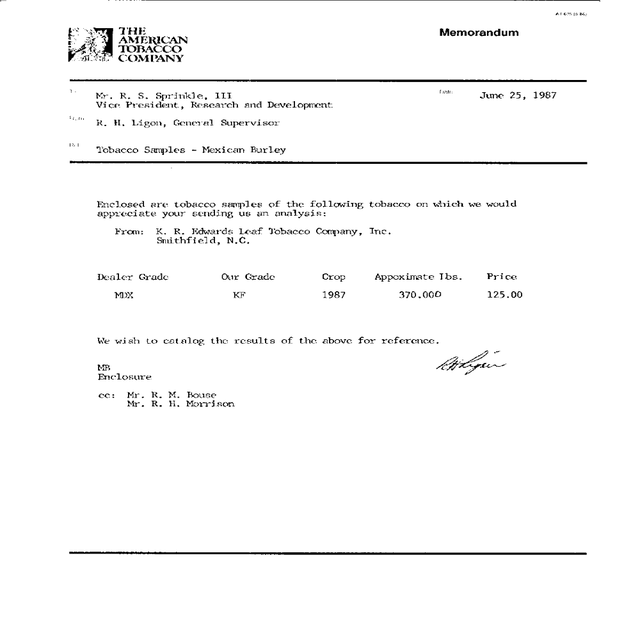 THE
AMERICAN
TOBACCO
COMPANY
Memorandum
Mr. R. S. Sprinkle, III
Vice President, Research and Development
Date: June 25, 1987
From: R. H. Ligon, General Supervisor
Tobacco Samples - Mexican Burley
Enclosed are tobacco samples of the following tobacco on which we would
appreciate your sending us an analysis:
From: K. R. Edwards Leaf Tobacco Company, Inc.
Smithfield, N.C.
Dealer Grade Our Grade Crop Appoximate Lbs. Price
MDX KF 1987 370.000 125.00
We wish to catalog the results of the above for reference.
RHLigon
MB
Enclosure
cc: Mr. R. M. Bouse
Mr. R. H. Morrison